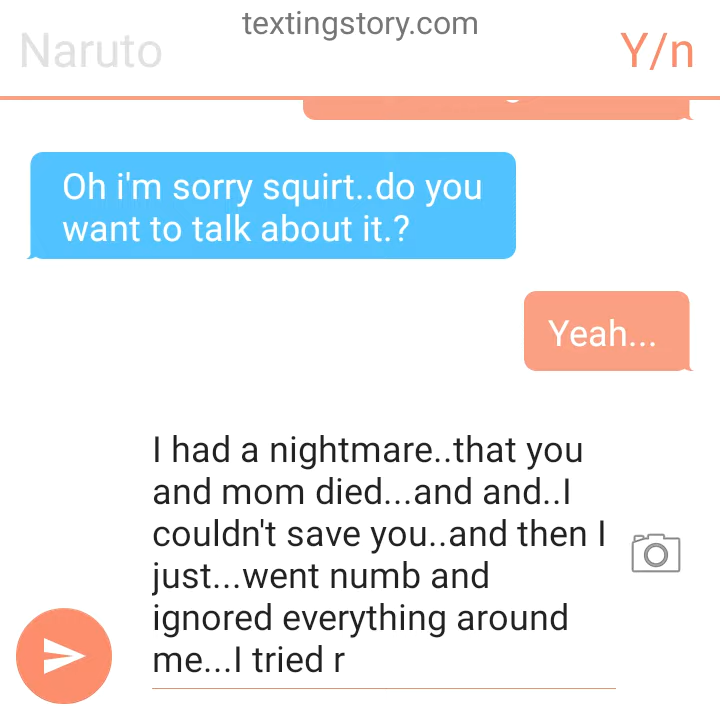 textingstory.com
Naruto
Y/n
Oh i'm sorry squirt..do you
want to talk about it.?
Yeah...
I had a nightmare..that you
and mom died...and and..I
couldn't save you..and then I
just...went numb and
ignored everything around
me...I tried r